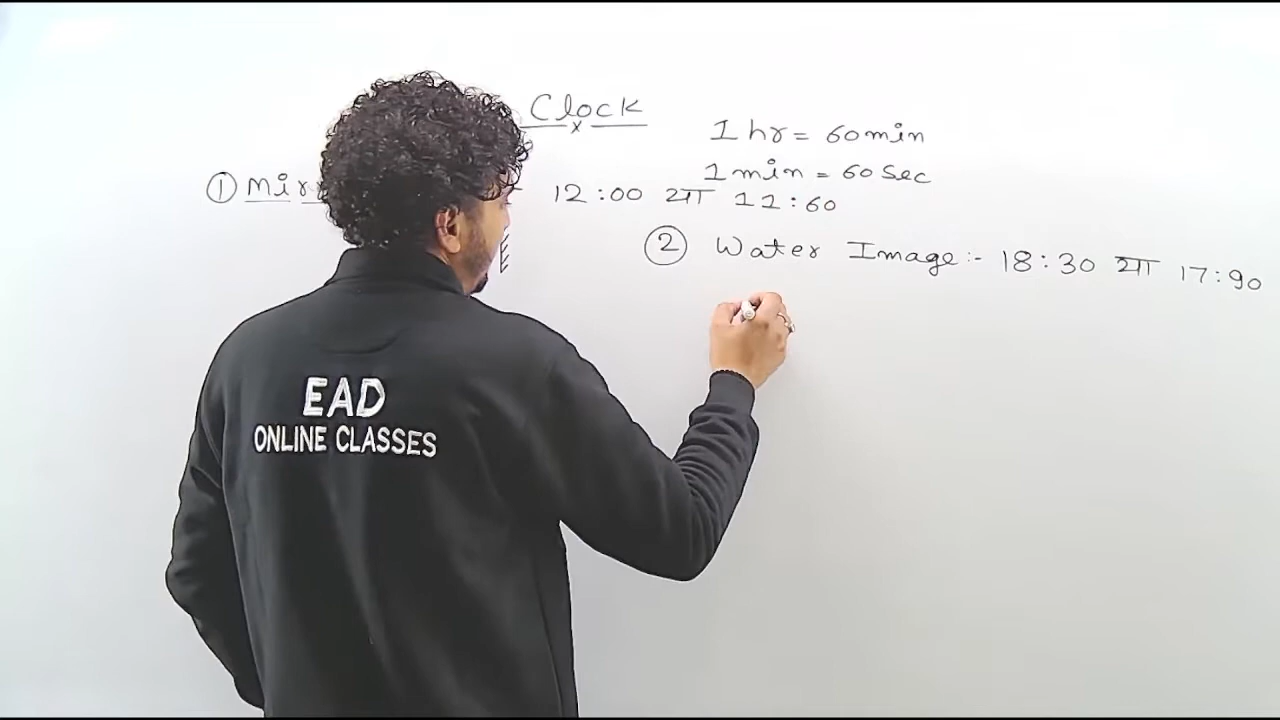 Clock
1 hr = 60 min
1 min = 60 Sec
① 12:00 या 11:60
② Water Image:- 18:30 या 17:90
EAD
ONLINE CLASSES